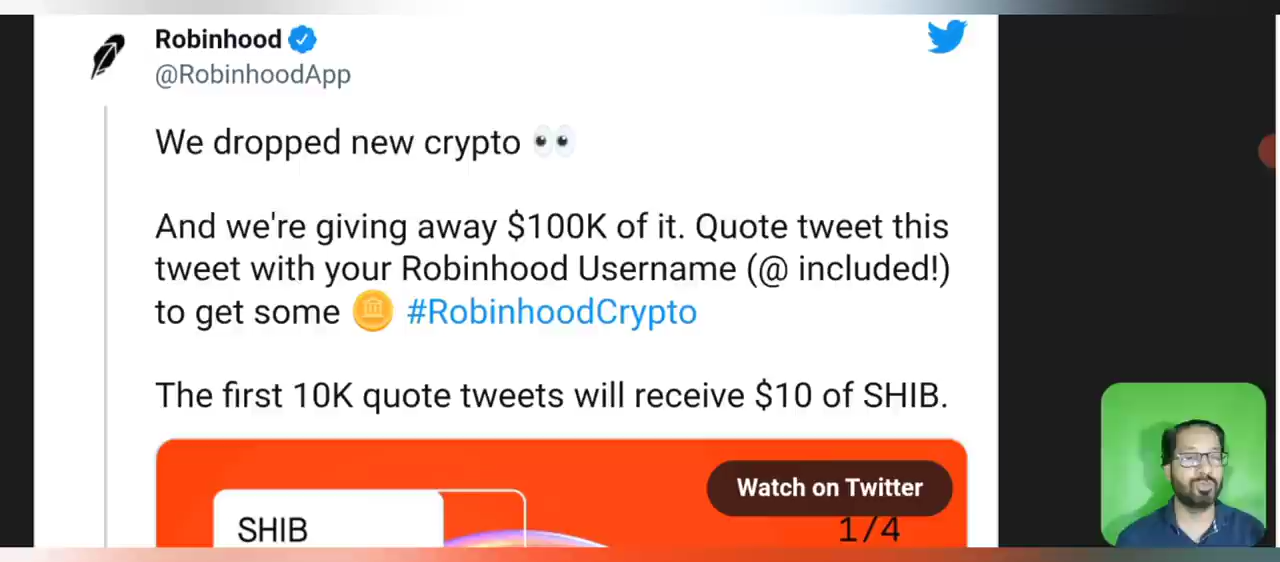 Robinhood
@RobinhoodApp
We dropped new crypto 👀
And we're giving away $100K of it. Quote tweet this
tweet with your Robinhood Username (@ included!)
to get some #RobinhoodCrypto
The first 10K quote tweets will receive $10 of SHIB.
Watch on Twitter
SHIB
1/4